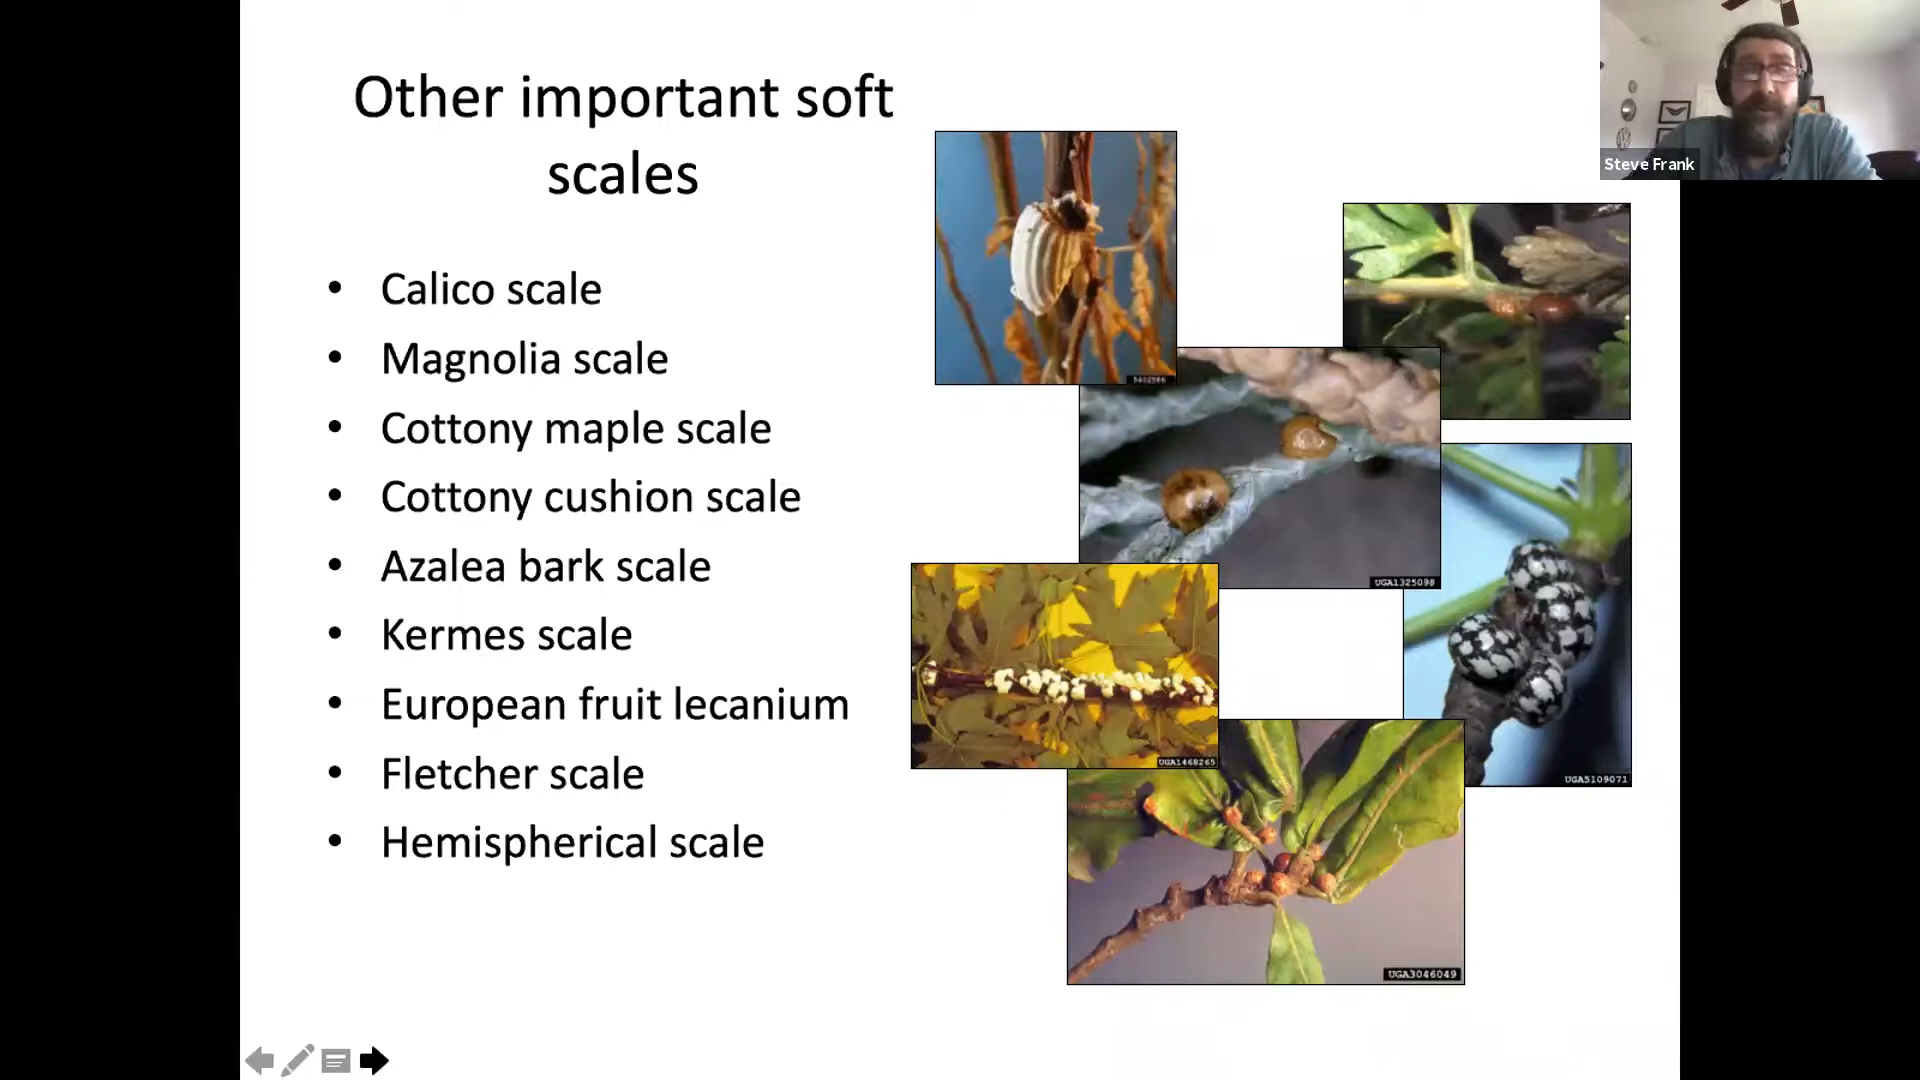 Other important soft
scales
• Calico scale
• Magnolia scale
• Cottony maple scale
• Cottony cushion scale
• Azalea bark scale
• Kermes scale
• European fruit lecanium
• Fletcher scale
• Hemispherical scale
Steve Frank
5402586
UGA1325098
UGA1468265
UGA5109071
UGA3046049